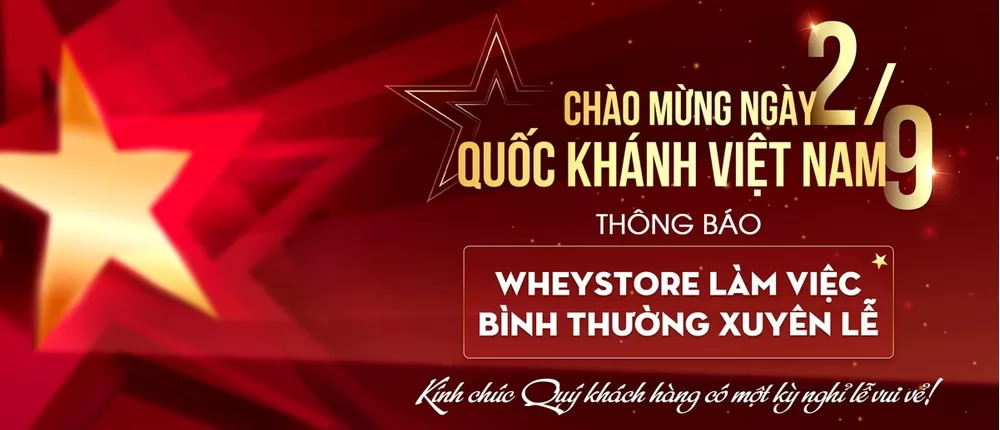 CHÀO MỪNG NGÀY 2/9
QUỐC KHÁNH VIỆT NAM
THÔNG BÁO
WHEYSTORE LÀM VIỆC
BÌNH THƯỜNG XUYÊN LỄ
Kính chúc Quý khách hàng có một kỳ nghỉ lễ vui vẻ!